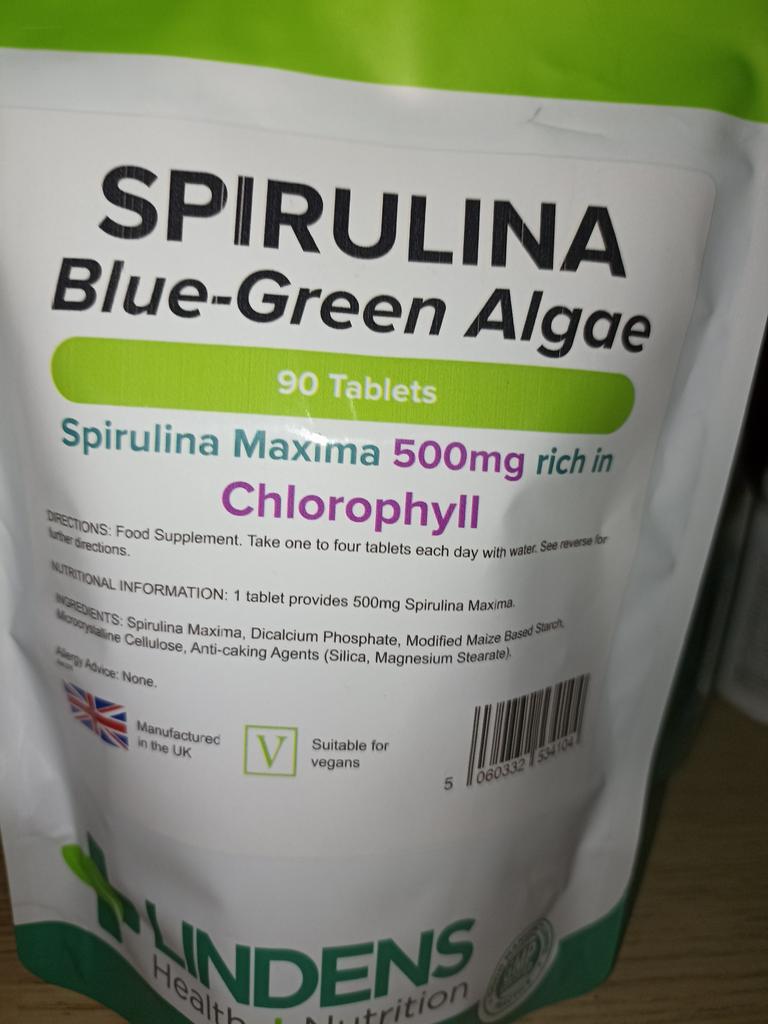 SPIRULINA
Blue-Green Algae
90 Tablets
Spirulina Maxima 500mg rich in
Chlorophyll
DIRECTIONS: Food Supplement. Take one to four tablets each day with water. See reverse for
further directions.
NUTRITIONAL INFORMATION: 1 tablet provides 500mg Spirulina Maxima.
INGREDIENTS: Spirulina Maxima, Dicalcium Phosphate, Modified Maize Based Starch,
Microcrystalline Cellulose, Anti-caking Agents (Silica, Magnesium Stearate).
Allergy Advice: None.
Manufactured
in the UK
V
Suitable for
vegans
5 060332 534104
LINDENS
Health Nutrition
GMP